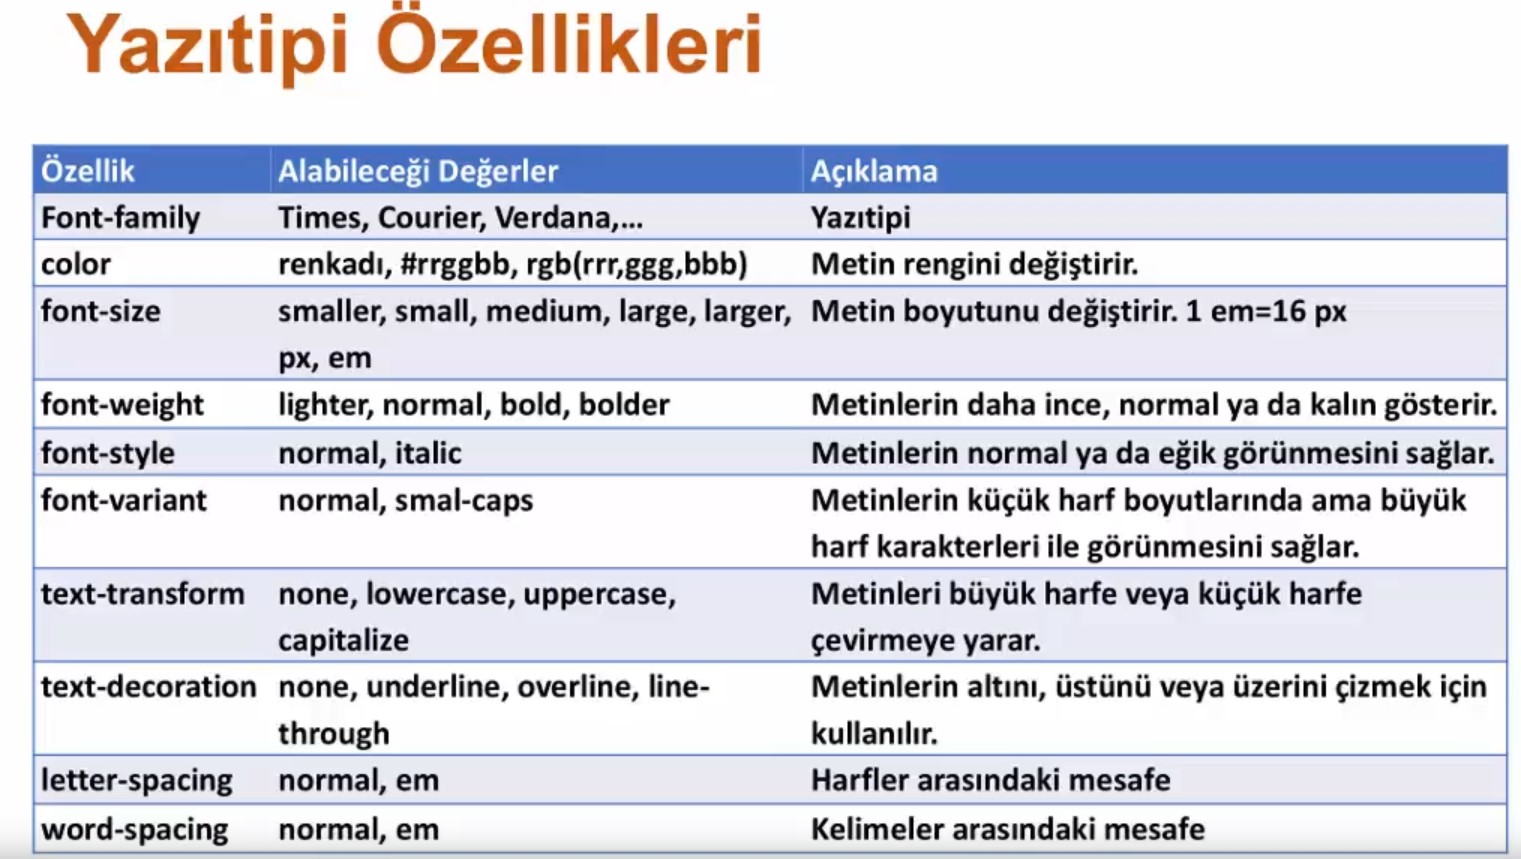 Yazıtipi Özellikleri
Özellik Alabileceği Değerler Açıklama
Font-family Times, Courier, Verdana,... Yazıtipi
color renkadı, #rrggbb, rgb(rrr,ggg,bbb) Metin rengini değiştirir.
font-size smaller, small, medium, large, larger, Metin boyutunu değiştirir. 1 em=16 px
px, em
font-weight lighter, normal, bold, bolder Metinlerin daha ince, normal ya da kalın gösterir.
font-style normal, italic Metinlerin normal ya da eğik görünmesini sağlar.
font-variant normal, smal-caps Metinlerin küçük harf boyutlarında ama büyük
harf karakterleri ile görünmesini sağlar.
text-transform none, lowercase, uppercase, Metinleri büyük harfe veya küçük harfe
capitalize çevirmeye yarar.
text-decoration none, underline, overline, line- Metinlerin altını, üstünü veya üzerini çizmek için
through kullanılır.
letter-spacing normal, em Harfler arasındaki mesafe
word-spacing normal, em Kelimeler arasındaki mesafe